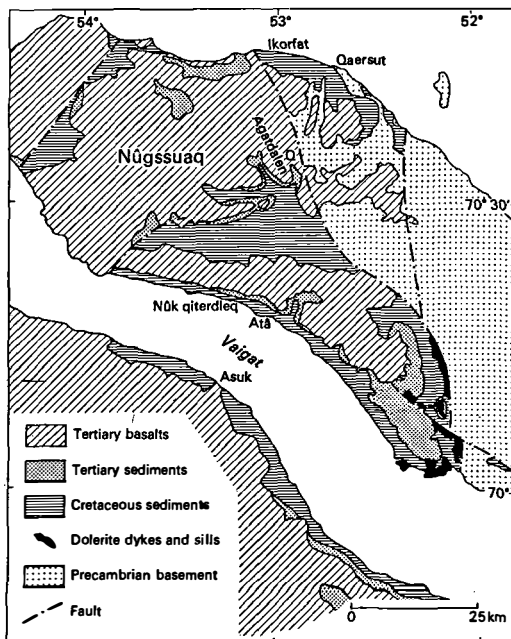 54°
53°
52°
Ikorfat
Qaersut
Agatdalen
Nûgssuaq
70° 30'
Nûk qiterdleq
Atâ
Vaigat
Asuk
Tertiary basalts
Tertiary sediments
Cretaceous sediments
70°
Dolerite dykes and sills
Precambrian basement
Fault
0 25 km